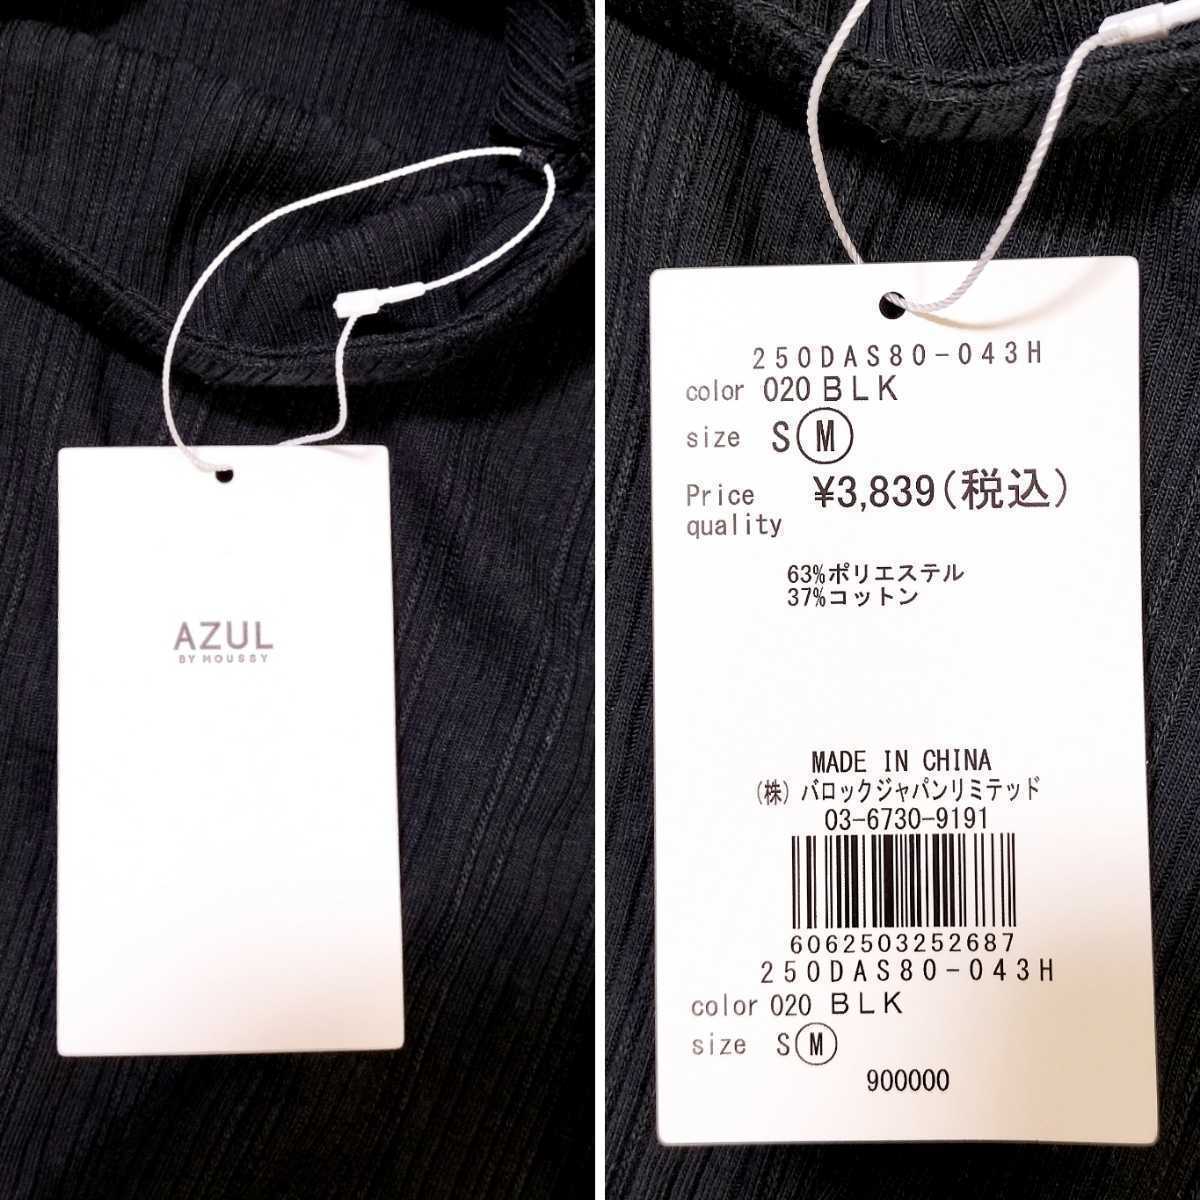 AZUL
BY MOUSSY
250DAS80-043H
color 020 BLK
size S M
Price ¥3,839(税込)
quality
63%ポリエステル
37%コットン
MADE IN CHINA
(株)バロックジャパンリミテッド
03-6730-9191
6062503252687
250DAS80-043H
color 020 BLK
size S M
900000